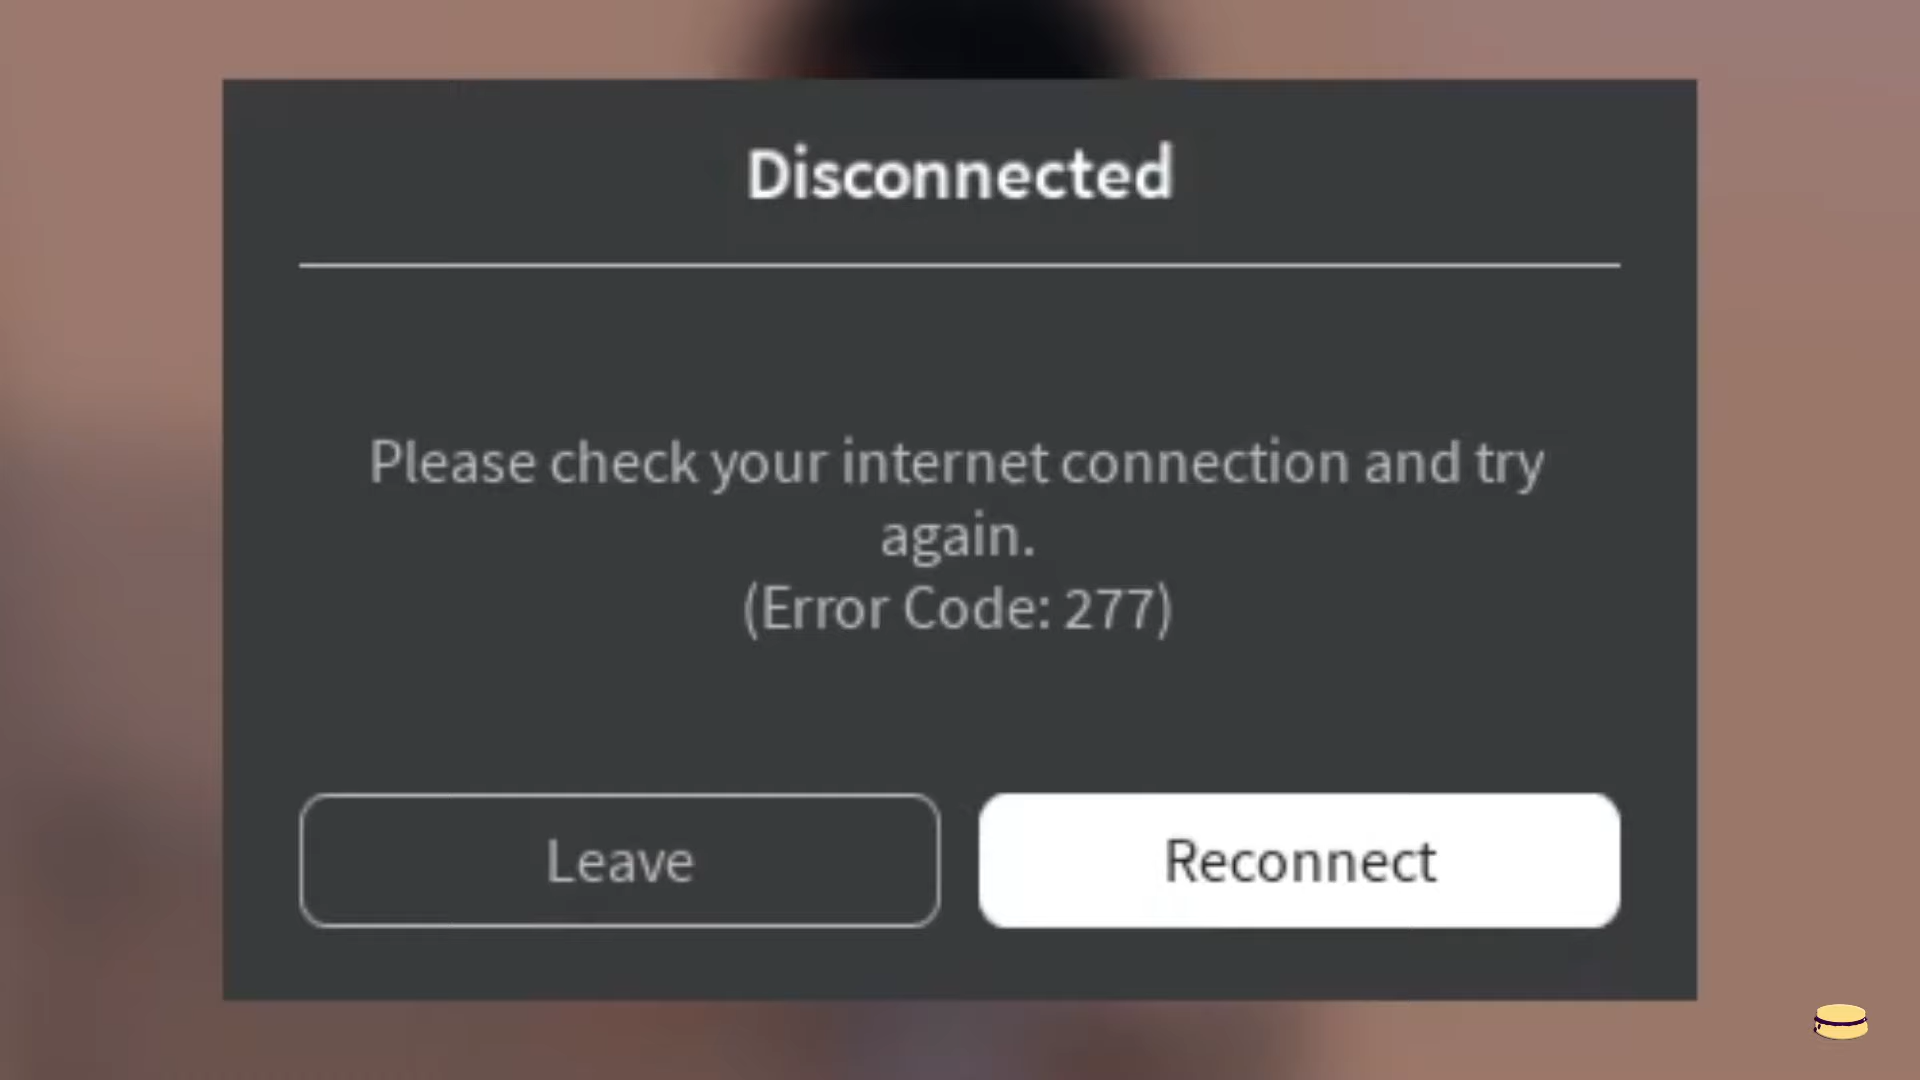 Disconnected
Please check your internet connection and try
again.
(Error Code: 277)
Leave
Reconnect